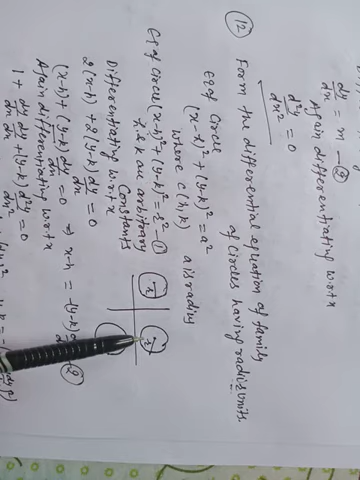 dy/dx = m —②
Again differentiating w.r.t x
d²y/dx² = 0
⑫ Form the differential equation of family
of circles having radius 2 units
Eq of circle
(x-h)² + (y-k)² = a²
where c (h,k) a is radius
Eq of circle (x-h)² + (y-k)² = 2² —①
h & k are arbitrary
constants
Differentiating w.r.t x
2(x-h) + 2(y-k) dy/dx = 0
(x-h) + (y-k) dy/dx = 0 ⇒ x-h = -(y-k)
②
Again differentiating w.r.t x
1 + dy/dx dy/dx + (y-k) d²y/dx² = 0